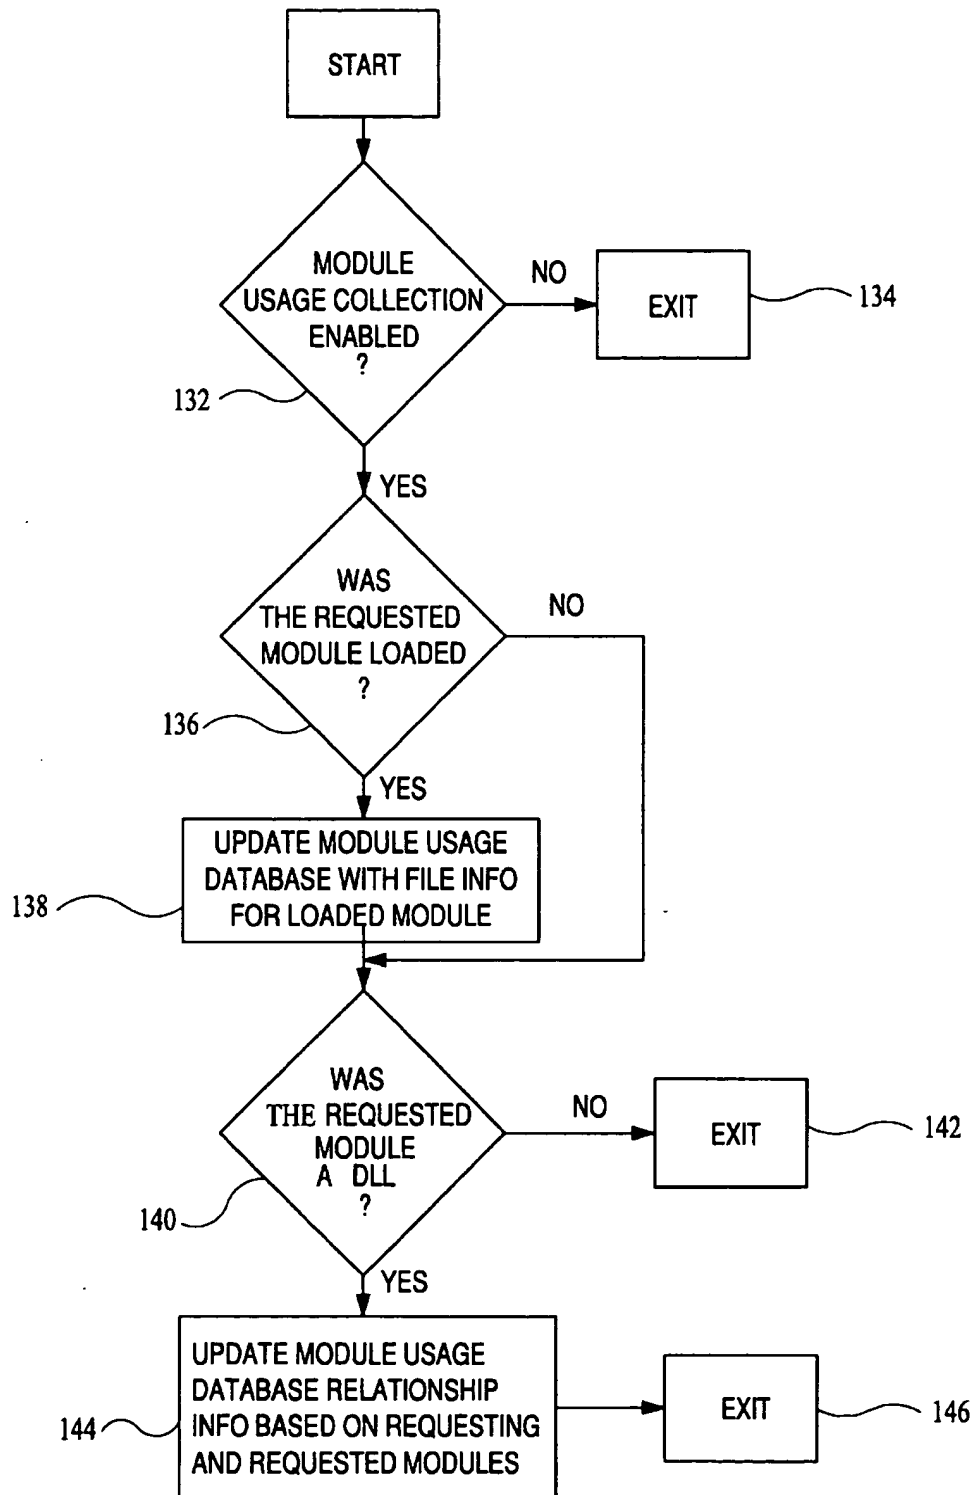 START
MODULE
USAGE COLLECTION
ENABLED
?
NO
EXIT
134
132
YES
WAS
THE REQUESTED
MODULE LOADED
?
NO
136
YES
UPDATE MODULE USAGE
DATABASE WITH FILE INFO
FOR LOADED MODULE
138
WAS
THE REQUESTED
MODULE
A DLL
?
NO
EXIT
142
140
YES
UPDATE MODULE USAGE
DATABASE RELATIONSHIP
INFO BASED ON REQUESTING
AND REQUESTED MODULES
144
EXIT
146